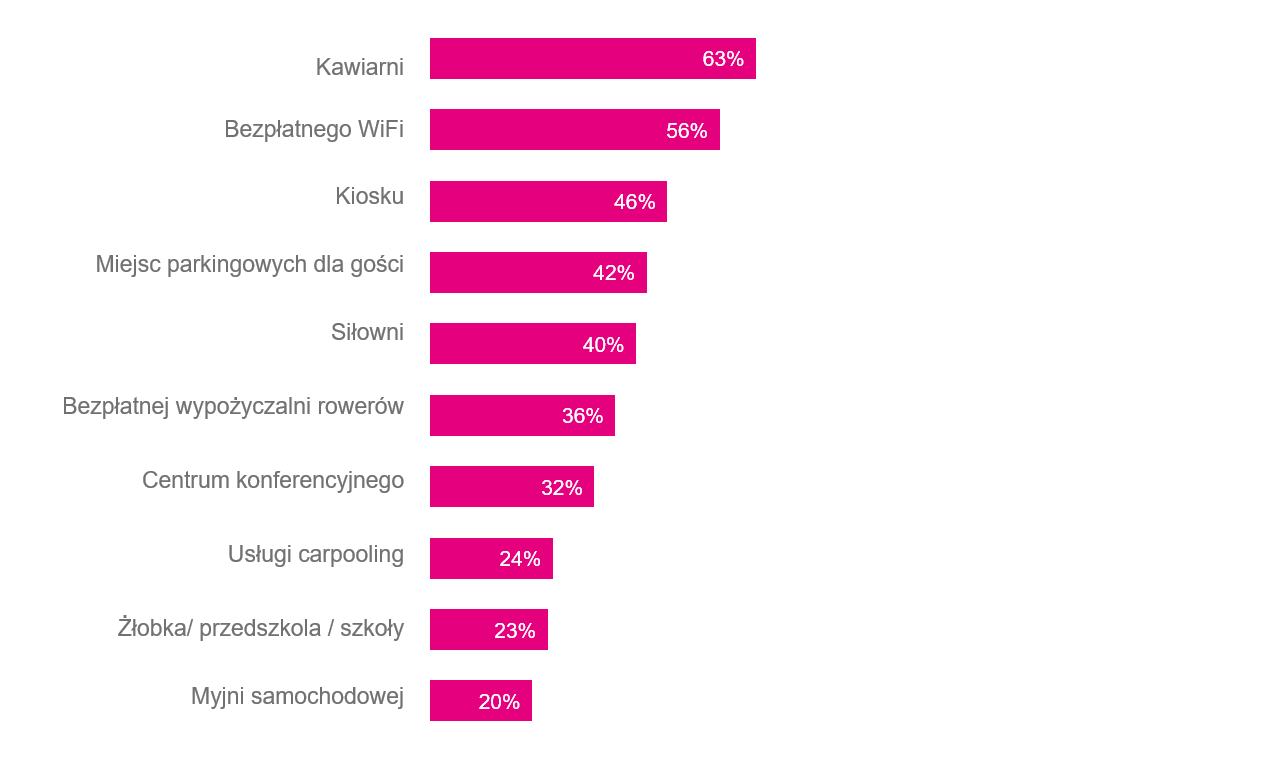 Kawiarni 63%
Bezpłatnego WiFi 56%
Kiosku 46%
Miejsc parkingowych dla gości 42%
Siłowni 40%
Bezpłatnej wypożyczalni rowerów 36%
Centrum konferencyjnego 32%
Usługi carpooling 24%
Żłobka/ przedszkola / szkoły 23%
Myjni samochodowej 20%